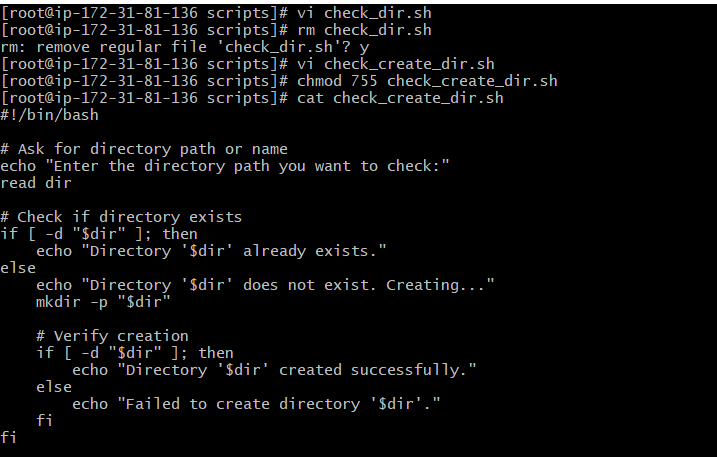 [root@ip-172-31-81-136 scripts]# vi check_dir.sh
[root@ip-172-31-81-136 scripts]# rm check_dir.sh
rm: remove regular file 'check_dir.sh'? y
[root@ip-172-31-81-136 scripts]# vi check_create_dir.sh
[root@ip-172-31-81-136 scripts]# chmod 755 check_create_dir.sh
[root@ip-172-31-81-136 scripts]# cat check_create_dir.sh
#!/bin/bash

# Ask for directory path or name
echo "Enter the directory path you want to check:"
read dir

# Check if directory exists
if [ -d "$dir" ]; then
    echo "Directory '$dir' already exists."
else
    echo "Directory '$dir' does not exist. Creating..."
    mkdir -p "$dir"

    # Verify creation
    if [ -d "$dir" ]; then
        echo "Directory '$dir' created successfully."
    else
        echo "Failed to create directory '$dir'."
    fi
fi